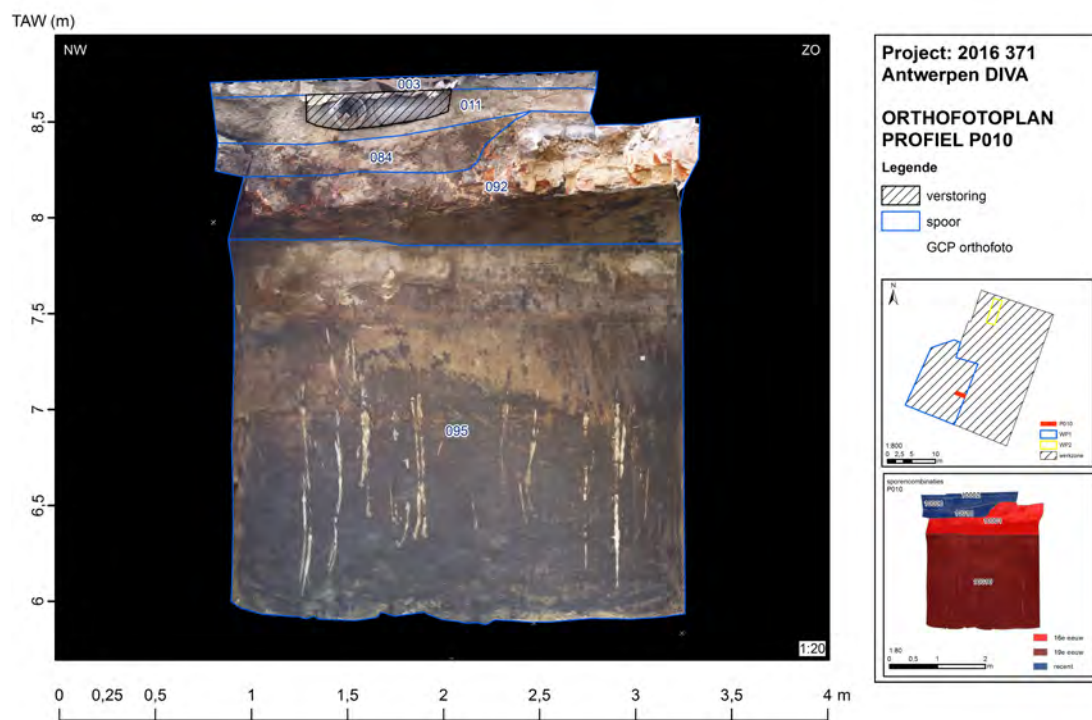 TAW (m)
NW
ZO
003
011
084
092
095
8,5
8
7,5
7
6,5
6
1:20
0 0,25 0,5 1 1,5 2 2,5 3 3,5 4 m
Project: 2016 371
Antwerpen DIVA
ORTHOFOTOPLAN
PROFIEL P010
Legende
verstoring
spoor
GCP orthofoto
N
P010
WP1
WP2
werkzone
1:800
0 2,5 5 10
m
sporencombinaties
P010
16e eeuw
19e eeuw
recent
1:80
0 0.5 1 2
m